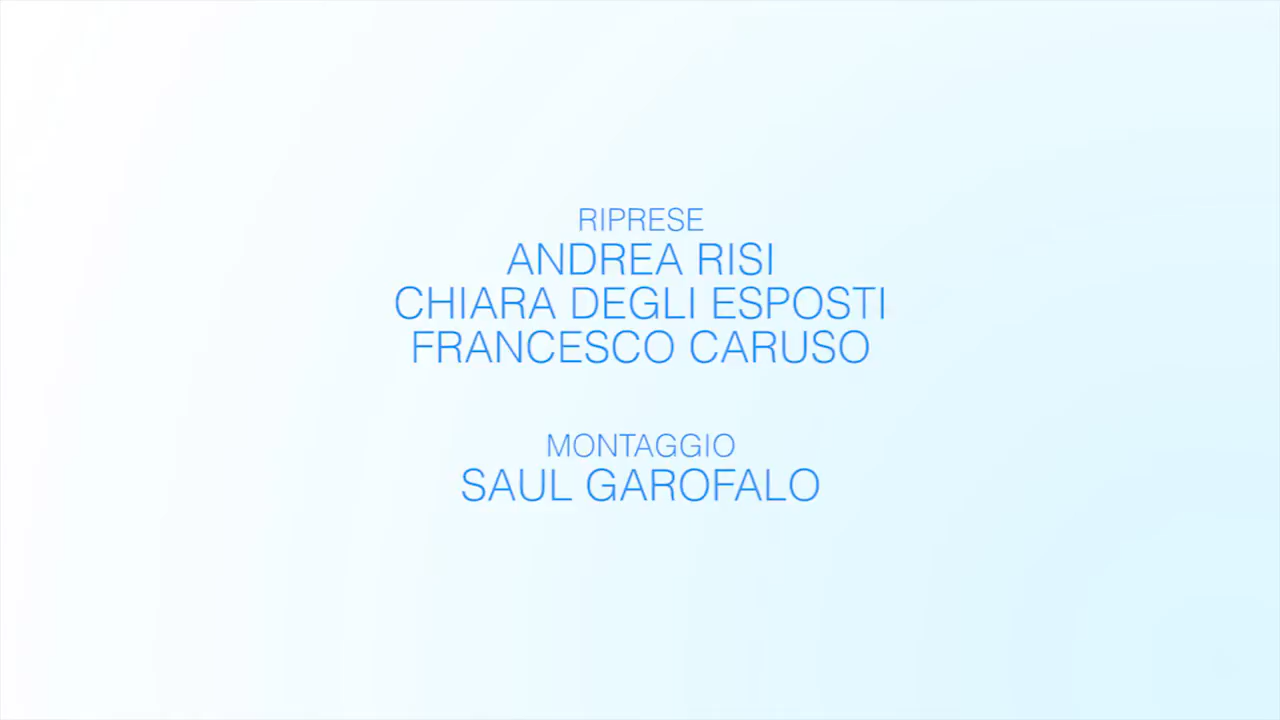 RIPRESE
ANDREA RISI
CHIARA DEGLI ESPOSTI
FRANCESCO CARUSO
MONTAGGIO
SAUL GAROFALO